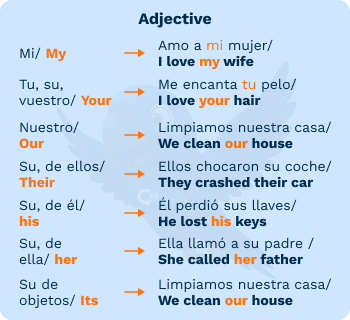 Adjective
Mi/ My
Amo a mi mujer/
I love my wife
Tu, su,
vuestro/ Your
Me encanta tu pelo/
I love your hair
Nuestro/
Our
Limpiamos nuestra casa/
We clean our house
Su, de ellos/
Their
Ellos chocaron su coche/
They crashed their car
Su, de él/
his
Él perdió sus llaves/
He lost his keys
Su, de
ella/ her
Ella llamó a su padre /
She called her father
Su de
objetos/ Its
Limpiamos nuestra casa/
We clean our house